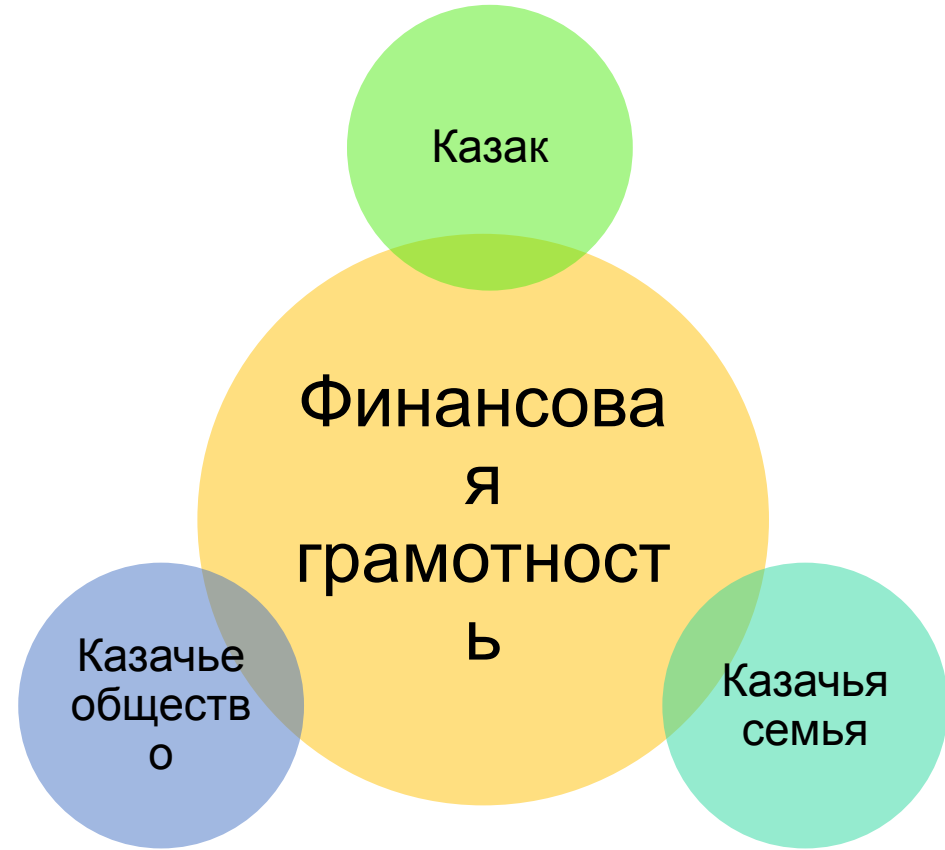 Казак
Финансова
я
грамотност
ь
Казачье
обществ
о
Казачья
семья